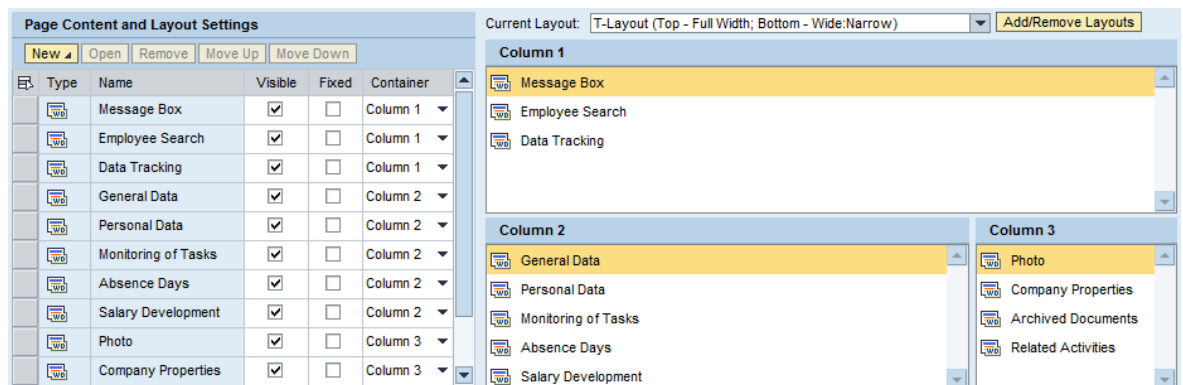 Page Content and Layout Settings
New Open Remove Move Up Move Down
Type Name Visible Fixed Container
Message Box Column 1
Employee Search Column 1
Data Tracking Column 1
General Data Column 2
Personal Data Column 2
Monitoring of Tasks Column 2
Absence Days Column 2
Salary Development Column 2
Photo Column 3
Company Properties Column 3
Current Layout: T-Layout (Top - Full Width; Bottom - Wide:Narrow) Add/Remove Layouts
Column 1
Message Box
Employee Search
Data Tracking
Column 2
General Data
Personal Data
Monitoring of Tasks
Absence Days
Salary Development
Column 3
Photo
Company Properties
Archived Documents
Related Activities